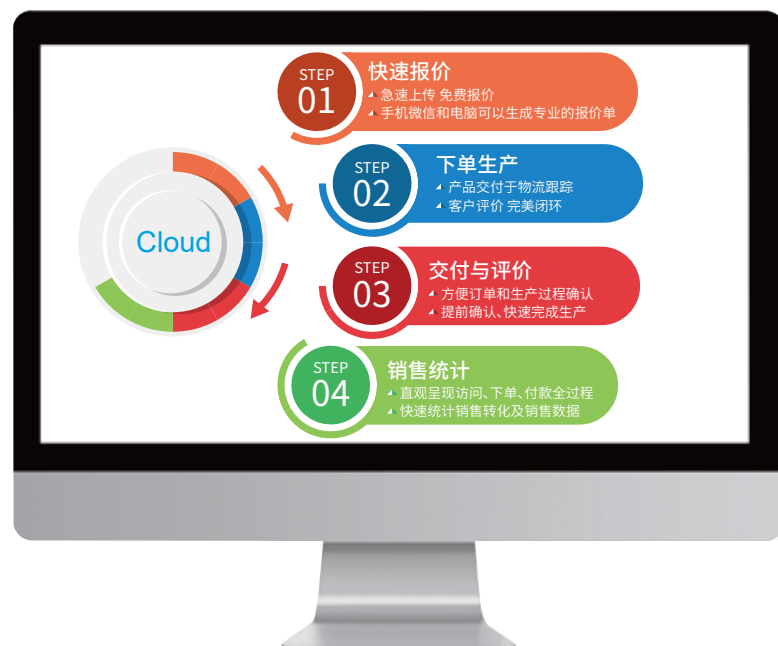 STEP
01
快速报价
急速上传 免费报价
手机微信和电脑可以生成专业的报价单
STEP
02
下单生产
产品交付于物流跟踪
客户评价 完美闭环
Cloud
STEP
03
交付与评价
方便订单和生产过程确认
提前确认、快速完成生产
STEP
04
销售统计
直观呈现访问、下单、付款全过程
快速统计销售转化及销售数据